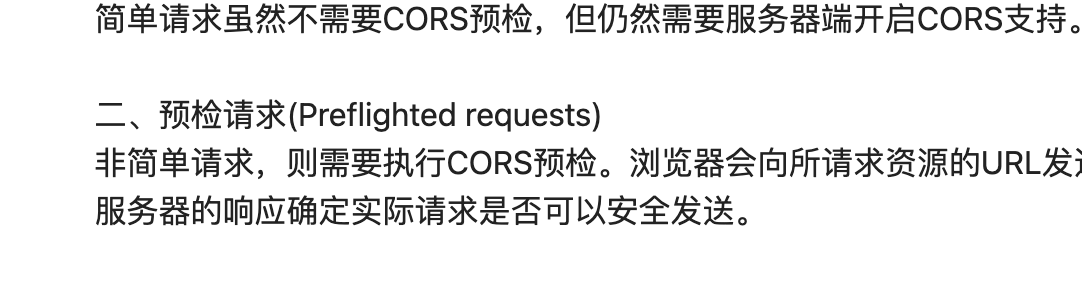 简单请求虽然不需要CORS预检，但仍然需要服务器端开启CORS支持。
二、预检请求(Preflighted requests)
非简单请求，则需要执行CORS预检。浏览器会向所请求资源的URL发
服务器的响应确定实际请求是否可以安全发送。